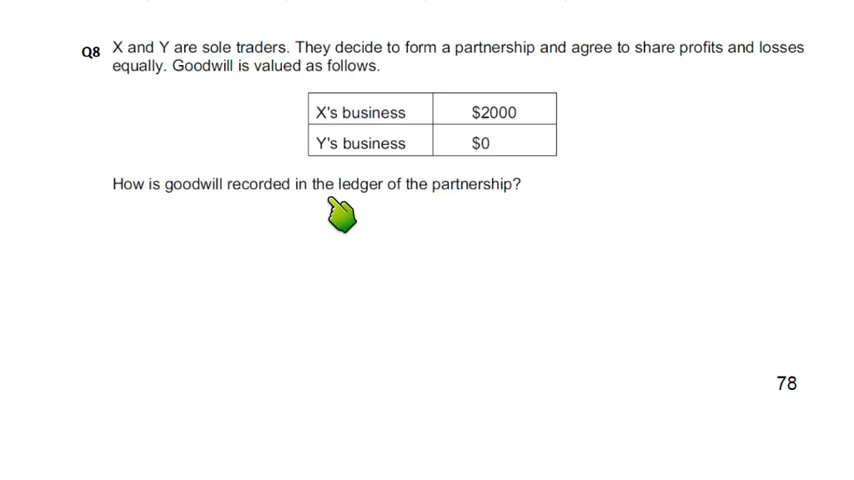 Q8 X and Y are sole traders. They decide to form a partnership and agree to share profits and losses
equally. Goodwill is valued as follows.
X's business $2000
Y's business $0
How is goodwill recorded in the ledger of the partnership?
78